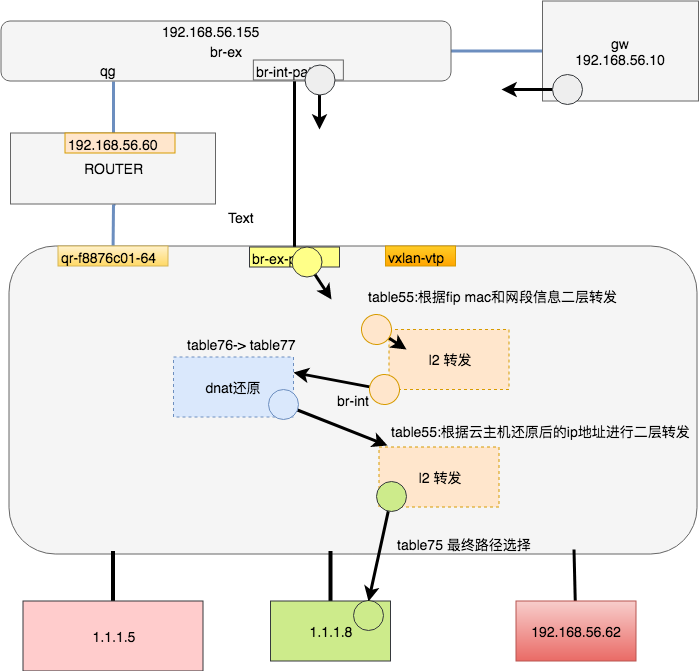 192.168.56.155
br-ex
gw
192.168.56.10
qg
192.168.56.60
ROUTER
Text
qr-f8876c01-64
vxlan-vtp
table55:根据fip mac和网段信息二层转发
table76-> table77
l2 转发
dnat还原
br-int
table55:根据云主机还原后的ip地址进行二层转发
l2 转发
table75 最终路径选择
1.1.1.5
1.1.1.8
192.168.56.62